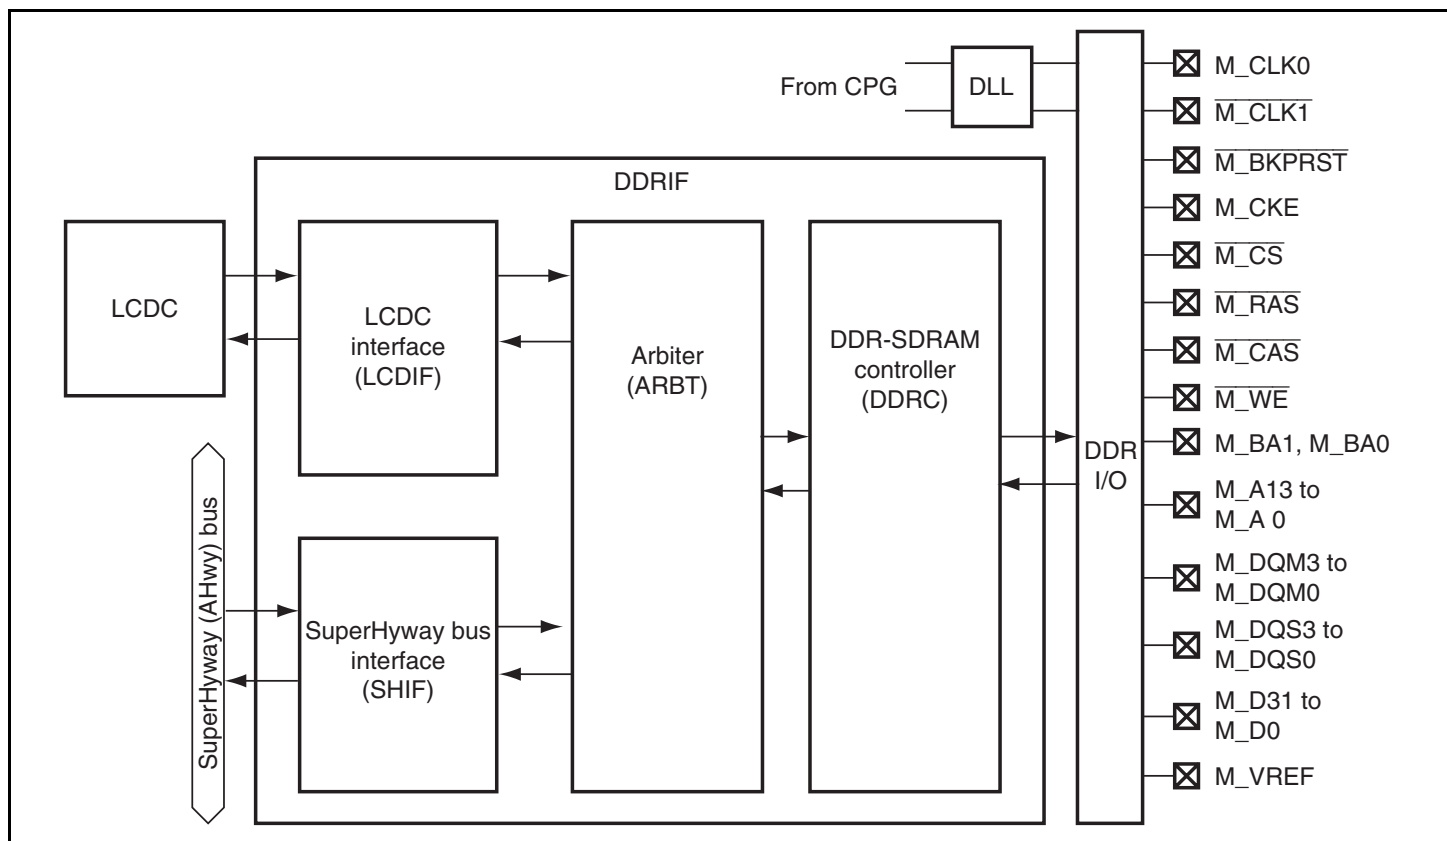 From CPG
DLL
M_CLK0
M_CLK1
M_BKPRST
DDRIF
M_CKE
M_CS
LCDC
M_RAS
LCDC
interface
(LCDIF)
Arbiter
(ARBT)
DDR-SDRAM
controller
(DDRC)
M_CAS
M_WE
M_BA1, M_BA0
DDR
I/O
M_A13 to
M_A 0
SuperHyway (AHwy) bus
M_DQM3 to
M_DQM0
SuperHyway bus
interface
(SHIF)
M_DQS3 to
M_DQS0
M_D31 to
M_D0
M_VREF